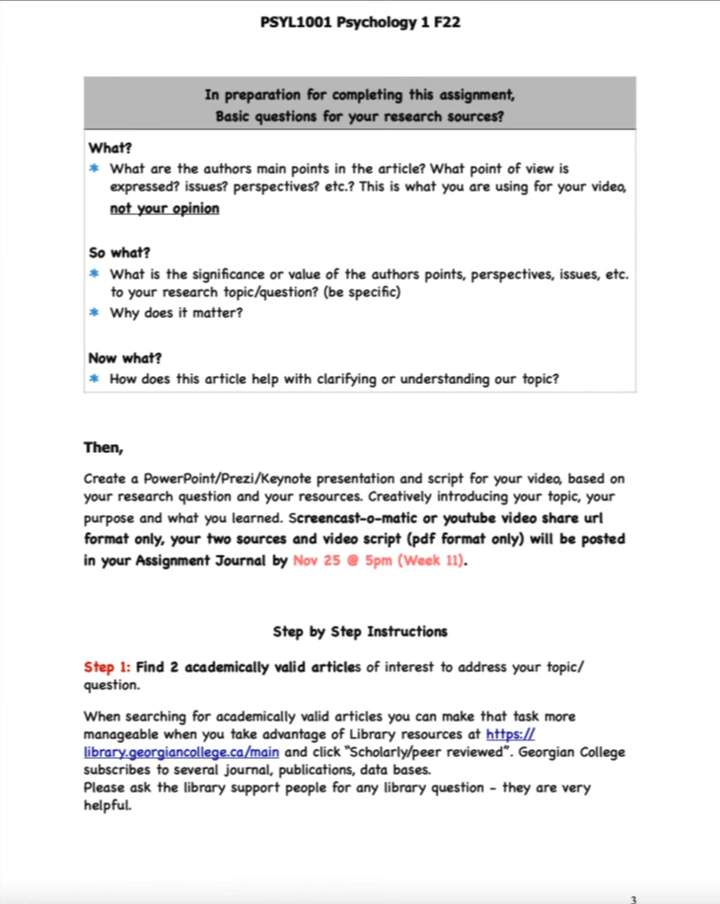 PSYL1001 Psychology 1 F22
In preparation for completing this assignment,
Basic questions for your research sources?
What?
* What are the authors main points in the article? What point of view is
expressed? issues? perspectives? etc.? This is what you are using for your video,
not your opinion
So what?
* What is the significance or value of the authors points, perspectives, issues, etc.
to your research topic/question? (be specific)
* Why does it matter?
Now what?
* How does this article help with clarifying or understanding our topic?
Then,
Create a PowerPoint/Prezi/Keynote presentation and script for your video, based on
your research question and your resources. Creatively introducing your topic, your
purpose and what you learned. Screencast-o-matic or youtube video share url
format only, your two sources and video script (pdf format only) will be posted
in your Assignment Journal by Nov 25 @ 5pm (Week 11).
Step by Step Instructions
Step 1: Find 2 academically valid articles of interest to address your topic/
question.
When searching for academically valid articles you can make that task more
manageable when you take advantage of Library resources at https://
library.georgiancollege.ca/main and click "Scholarly/peer reviewed". Georgian College
subscribes to several journal, publications, data bases.
Please ask the library support people for any library question - they are very
helpful.
3